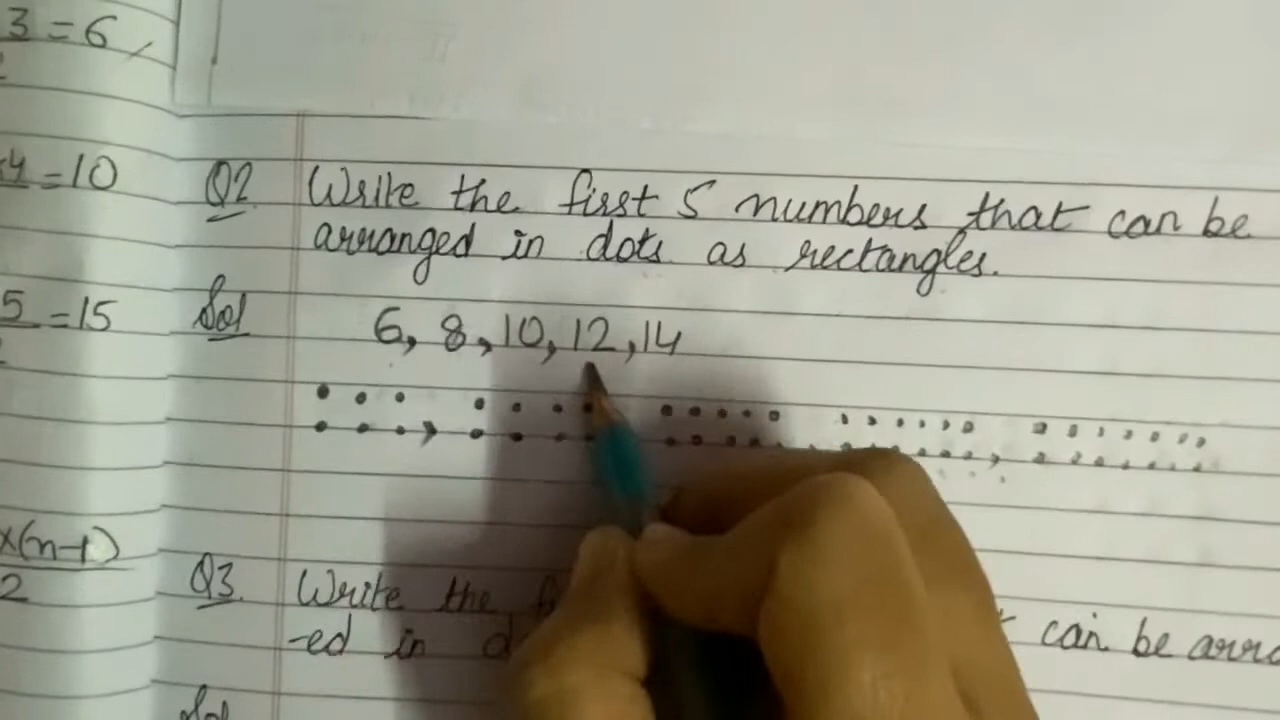 3 = 6,
4 = 10
Q2 Write the first 5 numbers that can be
arranged in dots as rectangles.
5 = 15
Sol 6, 8, 10, 12, 14
x(n-1)
2
Q3. Write the
can be
-ed in
Sol